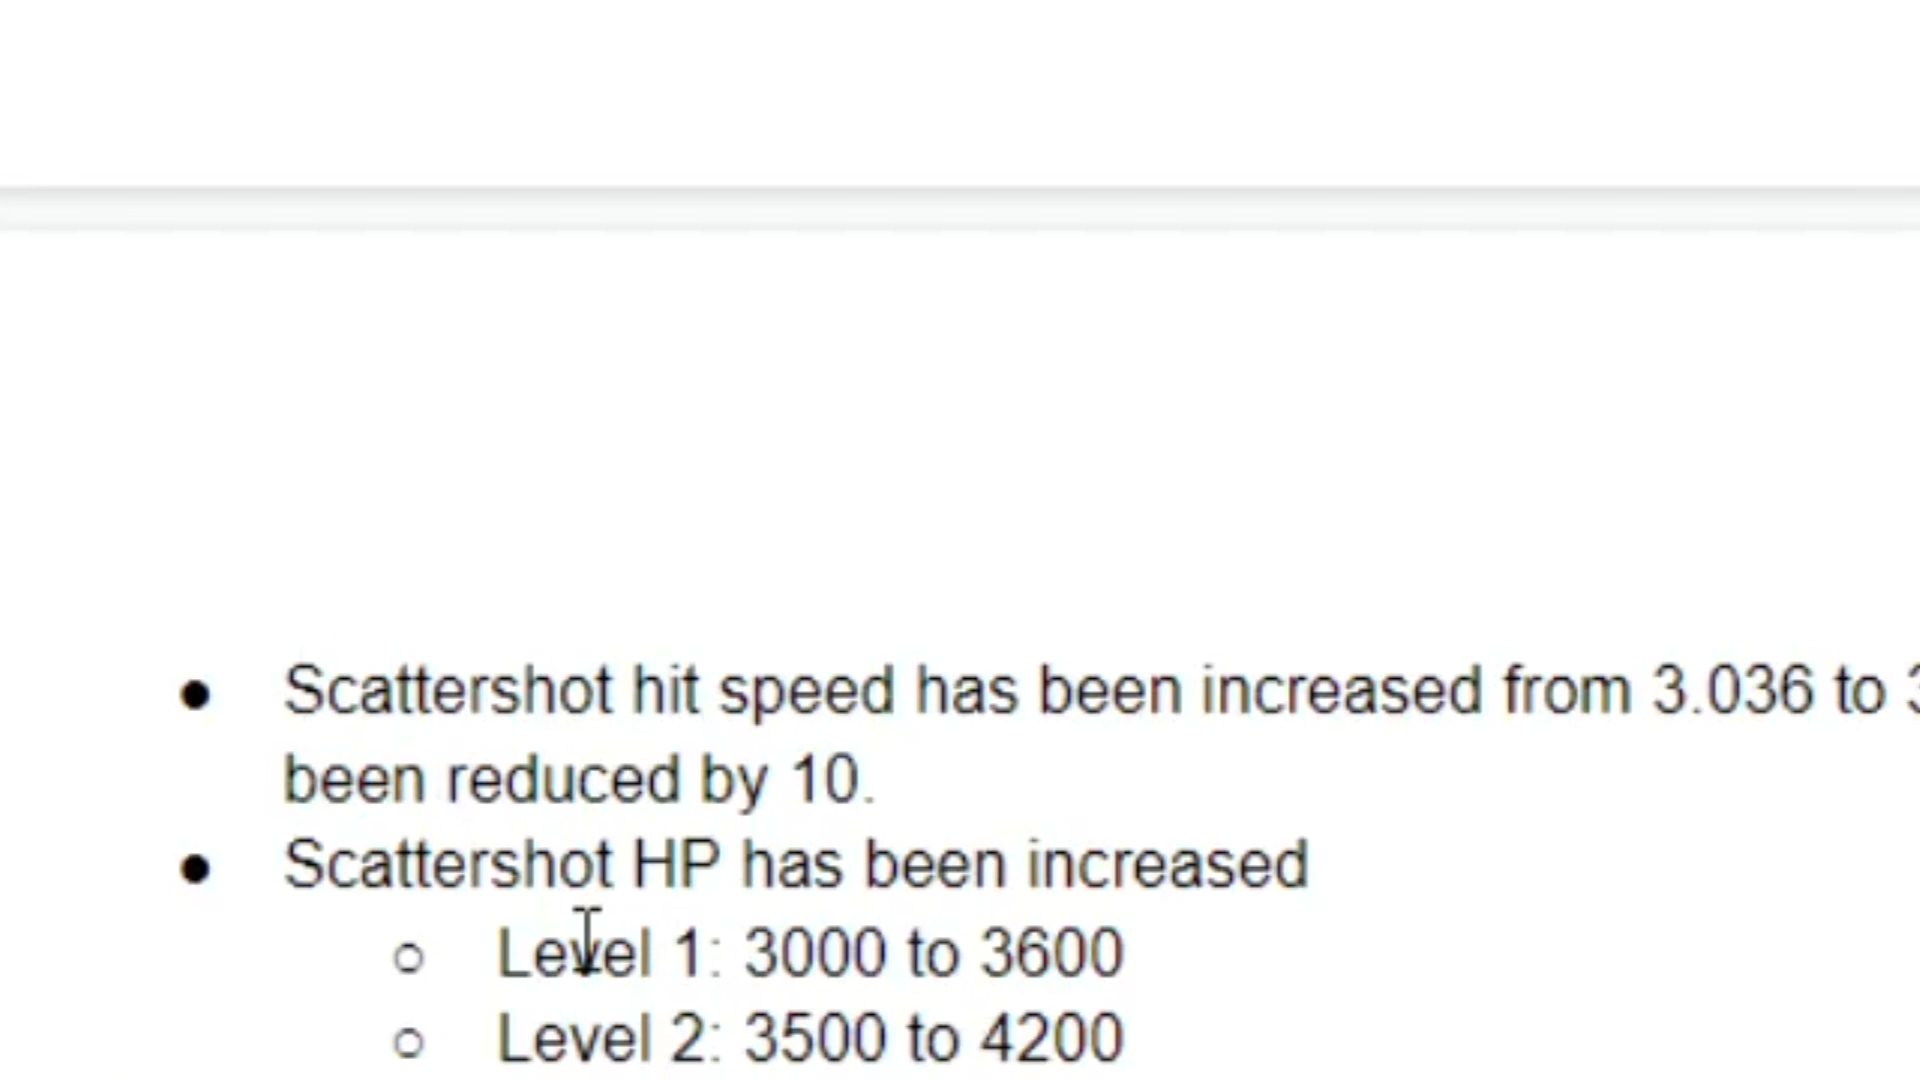 ● Scattershot hit speed has been increased from 3.036 to
been reduced by 10.
● Scattershot HP has been increased
○ Level 1: 3000 to 3600
○ Level 2: 3500 to 4200